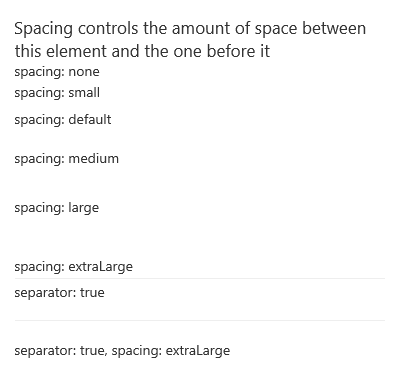 Spacing controls the amount of space between
this element and the one before it
spacing: none
spacing: small
spacing: default
spacing: medium
spacing: large
spacing: extraLarge
separator: true
separator: true, spacing: extraLarge